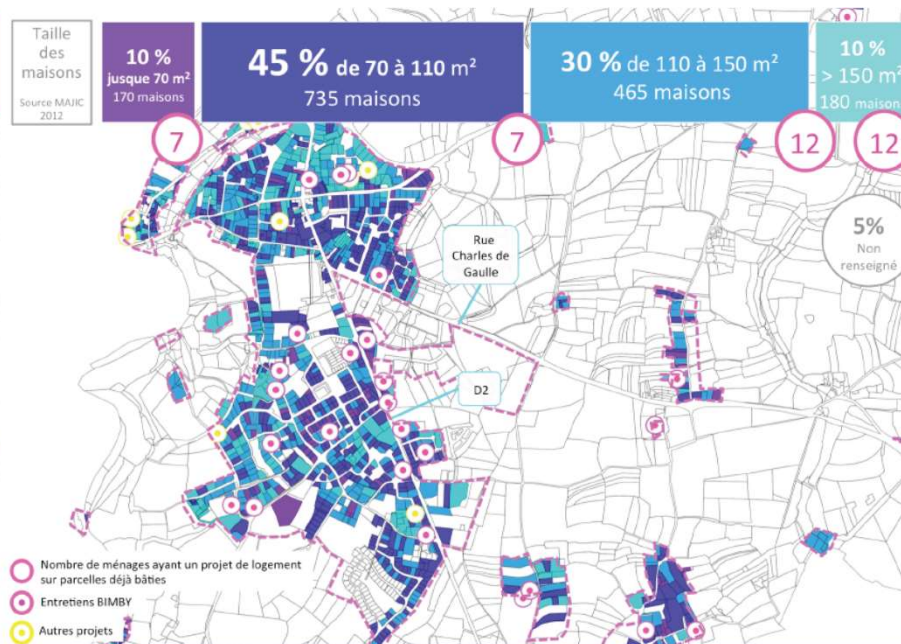 Taille
des
maisons
Source MAJIC
2012
10 %
jusque 70 m²
170 maisons
45 % de 70 à 110 m²
735 maisons
30 % de 110 à 150 m²
465 maisons
10 %
> 150 m²
180 maisons
7
7
12
12
5%
Non
renseigné
Rue
Charles de
Gaulle
D2
Nombre de ménages ayant un projet de logement
sur parcelles déjà bâties
Entretiens BIMBY
Autres projets